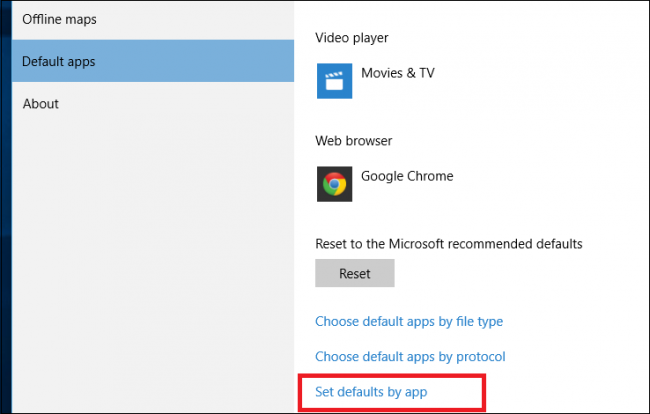 Offline maps
Default apps
About
Video player
Movies & TV
Web browser
Google Chrome
Reset to the Microsoft recommended defaults
Reset
Choose default apps by file type
Choose default apps by protocol
Set defaults by app